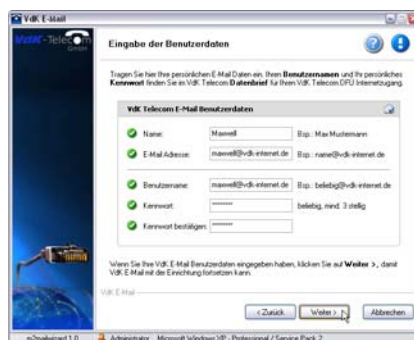 VdK E-Mail
VdK-Telecom
GmbH
Eingabe der Benutzerdaten
Tragen Sie hier Ihre persönlichen E-Mail Daten ein. Ihren Benutzernamen und Ihr persönliches
Kennwort finden Sie im VdK Telecom Datenbrief für Ihren VdK Telecom DFÜ Internetzugang.
VdK Telecom E-Mail Benutzerdaten
Name: Maxwell Bsp.: Max Mustermann
E-Mail Adresse: maxwell@vdk-internet.de Bsp.: name@vdk-internet.de
Benutzername: maxwell@vdk-internet.de Bsp.: beliebig@vdk-internet.de
Kennwort: ******** beliebig, mind. 3 stellig
Kennwort bestätigen: ********
Wenn Sie Ihre VdK E-Mail Benutzerdaten eingegeben haben, klicken Sie auf Weiter >, damit
VdK E-Mail mit der Einrichtung fortsetzen kann.
VdK E-Mail
< Zurück Weiter > Abbrechen
m2mailwizard 1.0 Administrator - Microsoft Windows XP - Professional / Service Pack 2